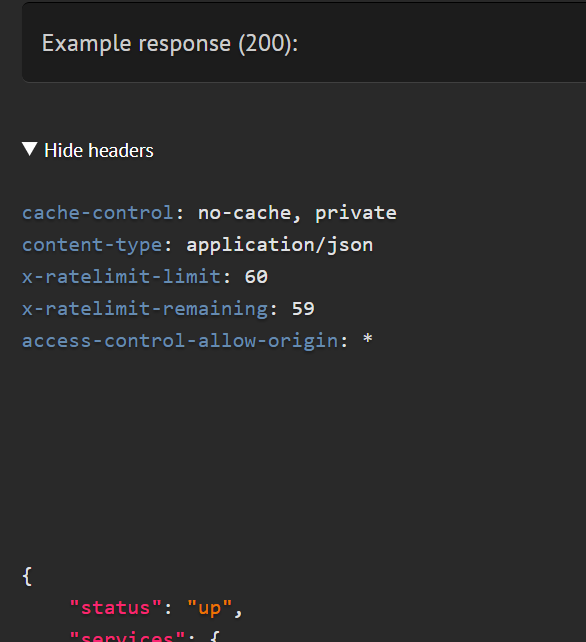 Example response (200):
▼ Hide headers
cache-control: no-cache, private
content-type: application/json
x-ratelimit-limit: 60
x-ratelimit-remaining: 59
access-control-allow-origin: *
{
"status": "up",
"services": {